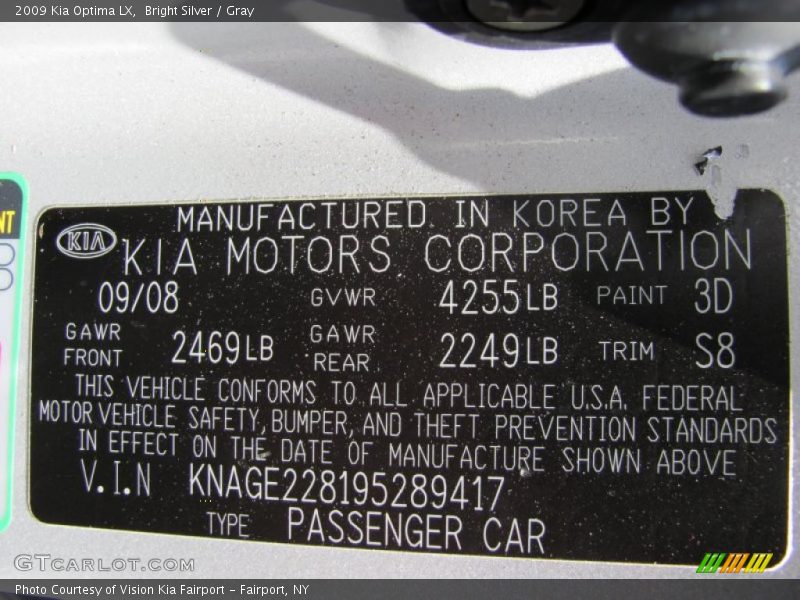 2009 Kia Optima LX, Bright Silver / Gray
NT
MANUFACTURED IN KOREA BY
KIA KIA MOTORS CORPORATION
09/08 GVWR 4255LB PAINT 3D
GAWR FRONT 2469LB GAWR REAR 2249LB TRIM S8
THIS VEHICLE CONFORMS TO ALL APPLICABLE U.S.A. FEDERAL
MOTOR VEHICLE SAFETY, BUMPER, AND THEFT PREVENTION STANDARDS
IN EFFECT ON THE DATE OF MANUFACTURE SHOWN ABOVE
V.I.N KNAGE228195289417
TYPE PASSENGER CAR
GTcarlot.com
Photo Courtesy of Vision Kia Fairport - Fairport, NY